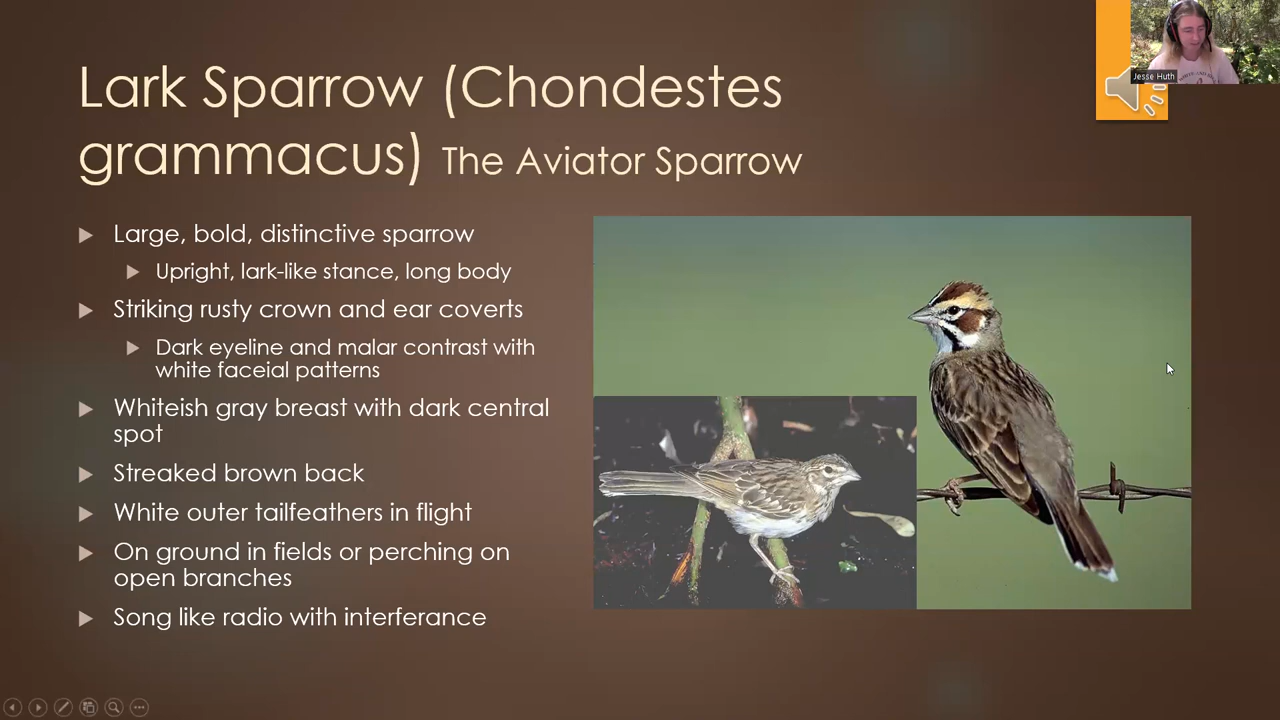 Lark Sparrow (Chondestes
grammacus) The Aviator Sparrow
Jesse Huth
Large, bold, distinctive sparrow
Upright, lark-like stance, long body
Striking rusty crown and ear coverts
Dark eyeline and malar contrast with
white faceial patterns
Whiteish gray breast with dark central
spot
Streaked brown back
White outer tailfeathers in flight
On ground in fields or perching on
open branches
Song like radio with interferance